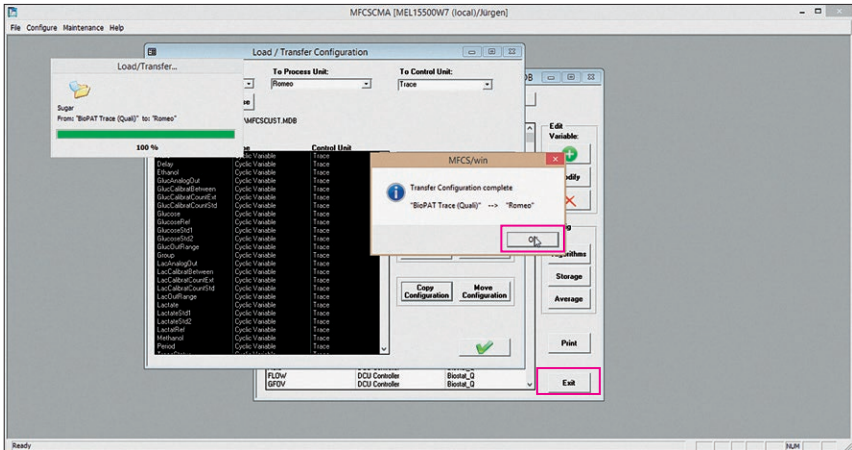 MFCSCMA [MEL15500W7 (local)/Jürgen]
File Configure Maintenance Help
Load / Transfer Configuration
Load/Transfer...
Sugar
From: "BioPAT Trace (Quali)" to: "Romeo"
100 %
To Process Unit:
To Control Unit:
Romeo
Trace
\MFCSCUST.MDB
Control Unit
Delay Cyclic Variable Trace
Ethanol Cyclic Variable Trace
GlucAnalogOut Cyclic Variable Trace
GlucCalibratBetween Cyclic Variable Trace
GlucCalibratCountExt Cyclic Variable Trace
GlucCalibratCountStd Cyclic Variable Trace
Glucose Cyclic Variable Trace
GlucoseRef Cyclic Variable Trace
GlucoseStd1 Cyclic Variable Trace
GlucoseStd2 Cyclic Variable Trace
GlucOutRange Cyclic Variable Trace
Group Cyclic Variable Trace
LacAnalogOut Cyclic Variable Trace
LacCalibratBetween Cyclic Variable Trace
LacCalibratCountExt Cyclic Variable Trace
LacCalibratCountStd Cyclic Variable Trace
LacOutRange Cyclic Variable Trace
Lactate Cyclic Variable Trace
LactateStd1 Cyclic Variable Trace
LactateStd2 Cyclic Variable Trace
LactatRef Cyclic Variable Trace
Methanol Cyclic Variable Trace
Period Cyclic Variable Trace
MFCS/win
Transfer Configuration complete
"BioPAT Trace (Quali)" --> "Romeo"
Copy Configuration
Move Configuration
Edit Variable:
Storage
Average
Print
Exit
FLOW DCU Controller Biostat_Q
GFOV DCU Controller Biostat_Q
Ready
NUM